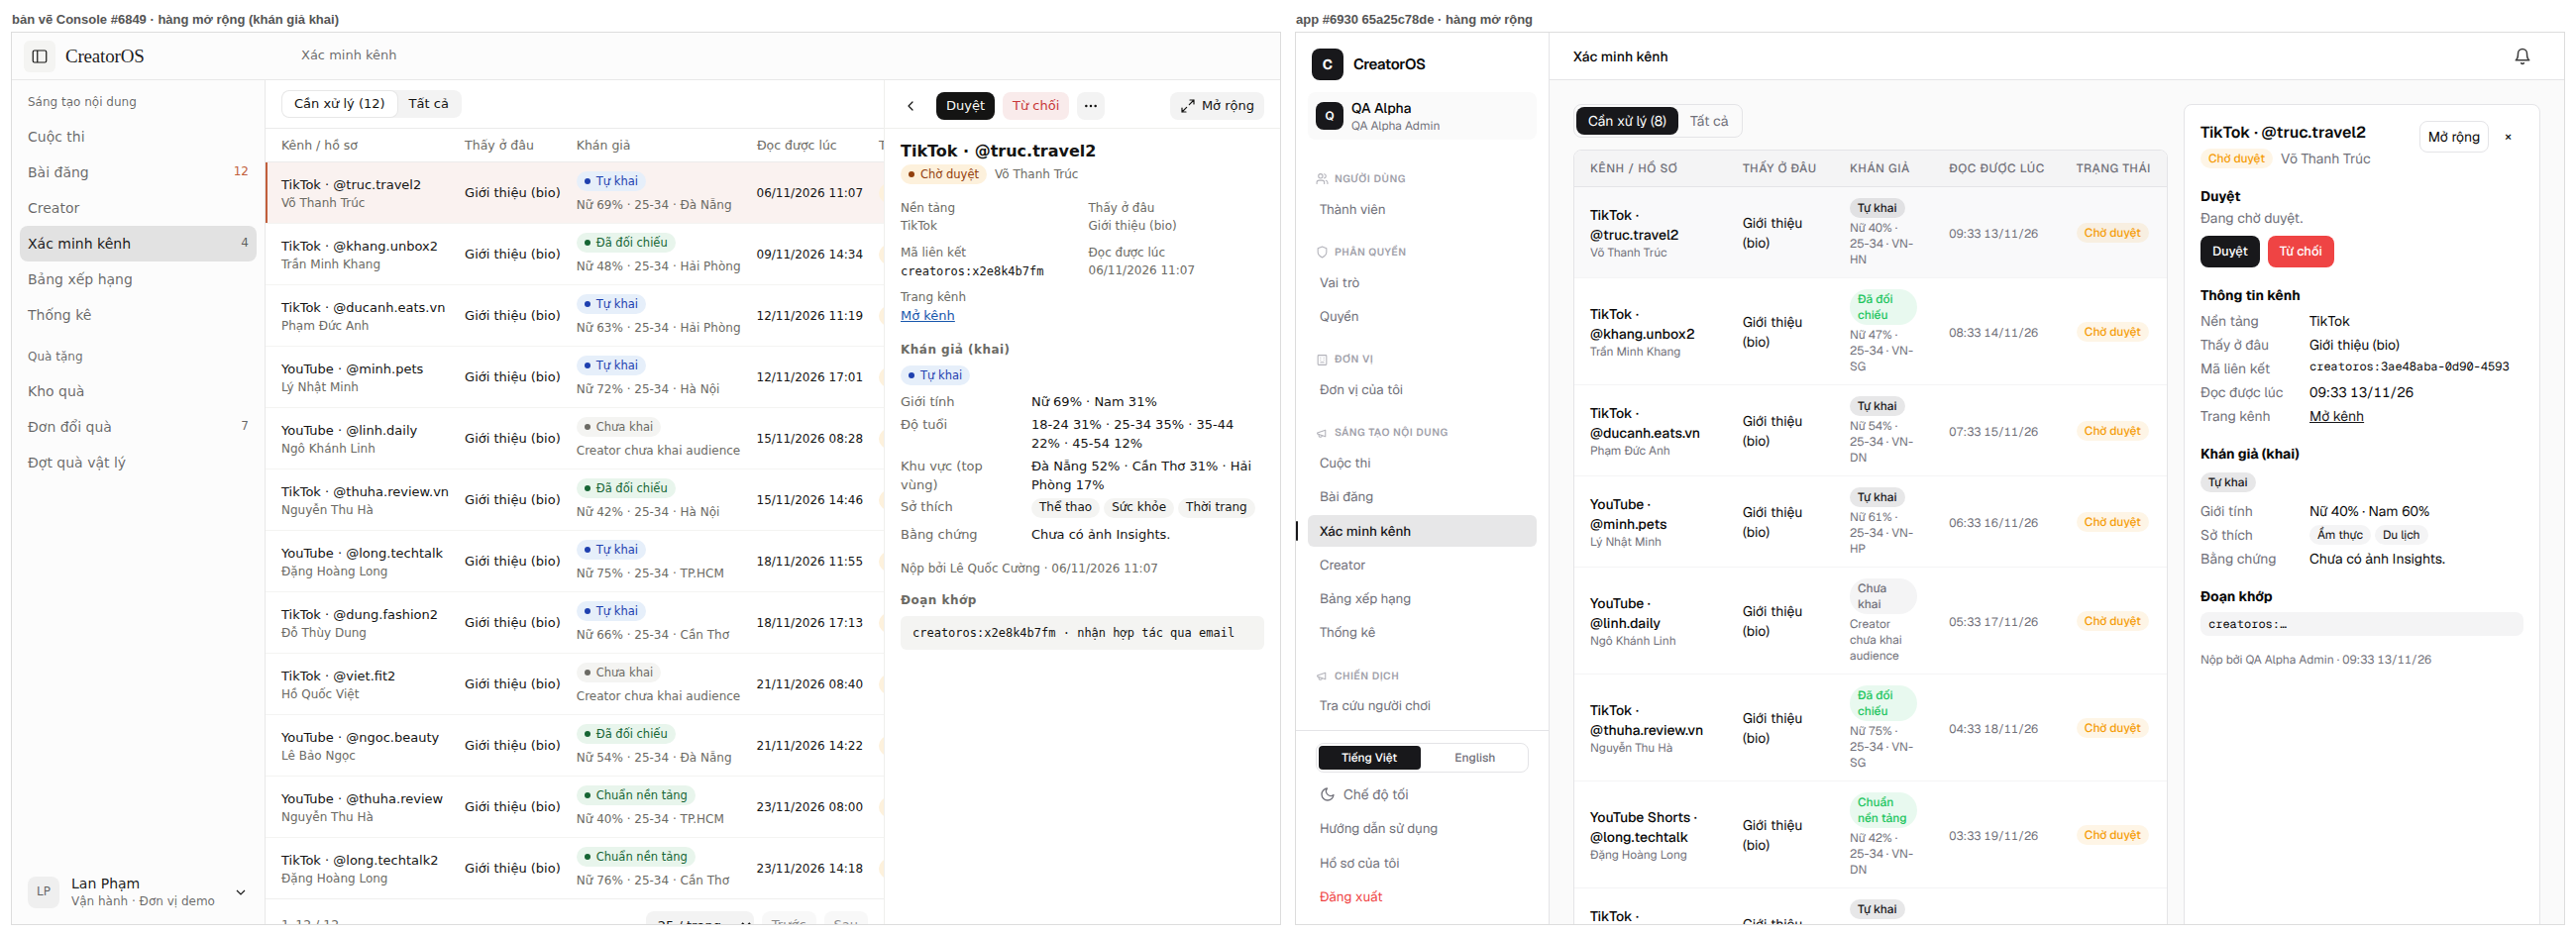 bản vẽ Console #6849 · hàng mở rộng (khán giả khai)
CreatorOS
Xác minh kênh
Sáng tạo nội dung
Cuộc thi
Bài đăng 12
Creator
Xác minh kênh 4
Bảng xếp hạng
Thống kê
Quà tặng
Kho quà
Đơn đổi quà 7
Đợt quà vật lý
LP
Lan Phạm
Vận hành · Đơn vị demo
Cần xử lý (12) Tất cả
Kênh / hồ sơ Thấy ở đâu Khán giả Đọc được lúc
TikTok · @truc.travel2
Võ Thanh Trúc
Giới thiệu (bio)
Tự khai
Nữ 69% · 25-34 · Đà Nẵng
06/11/2026 11:07
TikTok · @khang.unbox2
Trần Minh Khang
Giới thiệu (bio)
Đã đối chiếu
Nữ 48% · 25-34 · Hải Phòng
09/11/2026 14:34
TikTok · @ducanh.eats.vn
Phạm Đức Anh
Giới thiệu (bio)
Tự khai
Nữ 63% · 25-34 · Hải Phòng
12/11/2026 11:19
YouTube · @minh.pets
Lý Nhật Minh
Giới thiệu (bio)
Tự khai
Nữ 72% · 25-34 · Hà Nội
12/11/2026 17:01
YouTube · @linh.daily
Ngô Khánh Linh
Giới thiệu (bio)
Chưa khai
Creator chưa khai audience
15/11/2026 08:28
TikTok · @thuha.review.vn
Nguyễn Thu Hà
Giới thiệu (bio)
Đã đối chiếu
Nữ 42% · 25-34 · Hà Nội
15/11/2026 14:46
YouTube · @long.techtalk
Đặng Hoàng Long
Giới thiệu (bio)
Tự khai
Nữ 75% · 25-34 · TP.HCM
18/11/2026 11:55
TikTok · @dung.fashion2
Đỗ Thùy Dung
Giới thiệu (bio)
Tự khai
Nữ 66% · 25-34 · Cần Thơ
18/11/2026 17:13
TikTok · @viet.fit2
Hồ Quốc Việt
Giới thiệu (bio)
Chưa khai
Creator chưa khai audience
21/11/2026 08:40
YouTube · @ngoc.beauty
Lê Bảo Ngọc
Giới thiệu (bio)
Đã đối chiếu
Nữ 54% · 25-34 · Đà Nẵng
21/11/2026 14:22
YouTube · @thuha.review
Nguyễn Thu Hà
Giới thiệu (bio)
Chuẩn nền tảng
Nữ 40% · 25-34 · TP.HCM
23/11/2026 08:00
TikTok · @long.techtalk2
Đặng Hoàng Long
Giới thiệu (bio)
Chuẩn nền tảng
Nữ 76% · 25-34 · Cần Thơ
23/11/2026 14:18
Duyệt Từ chối ··· Mở rộng
TikTok · @truc.travel2
Chờ duyệt Võ Thanh Trúc
Nền tảng Thấy ở đâu
TikTok Giới thiệu (bio)
Mã liên kết Đọc được lúc
creatoros:x2e8k4b7fm 06/11/2026 11:07
Trang kênh
Mở kênh
Khán giả (khai)
Tự khai
Giới tính Nữ 69% · Nam 31%
Độ tuổi 18-24 31% · 25-34 35% · 35-44
22% · 45-54 12%
Khu vực (top Đà Nẵng 52% · Cần Thơ 31% · Hải
vùng) Phòng 17%
Sở thích Thể thao Sức khỏe Thời trang
Bằng chứng Chưa có ảnh Insights.
Nộp bởi Lê Quốc Cường · 06/11/2026 11:07
Đoạn khớp
creatoros:x2e8k4b7fm · nhận hợp tác qua email
app #6930 65a25c78de · hàng mở rộng
C CreatorOS
Q
QA Alpha
QA Alpha Admin
NGƯỜI DÙNG
Thành viên
PHÂN QUYỀN
Vai trò
Quyền
ĐƠN VỊ
Đơn vị của tôi
SÁNG TẠO NỘI DUNG
Cuộc thi
Bài đăng
Xác minh kênh
Creator
Bảng xếp hạng
Thống kê
CHIẾN DỊCH
Tra cứu người chơi
Tiếng Việt English
Chế độ tối
Hướng dẫn sử dụng
Hồ sơ của tôi
Đăng xuất
Xác minh kênh
Cần xử lý (8) Tất cả
KÊNH / HỒ SƠ THẤY Ở ĐÂU KHÁN GIẢ ĐỌC ĐƯỢC LÚC TRẠNG THÁI
TikTok ·
@truc.travel2
Võ Thanh Trúc
Giới thiệu
(bio)
Tự khai
Nữ 40% ·
25-34 · VN-
HN
09:33 13/11/26
Chờ duyệt
TikTok ·
@khang.unbox2
Trần Minh Khang
Giới thiệu
(bio)
Đã đối
chiếu
Nữ 47% ·
25-34 · VN-
SG
08:33 14/11/26
Chờ duyệt
TikTok ·
@ducanh.eats.vn
Phạm Đức Anh
Giới thiệu
(bio)
Tự khai
Nữ 54% ·
25-34 · VN-
DN
07:33 15/11/26
Chờ duyệt
YouTube ·
@minh.pets
Lý Nhật Minh
Giới thiệu
(bio)
Tự khai
Nữ 61% ·
25-34 · VN-
HP
06:33 16/11/26
Chờ duyệt
YouTube ·
@linh.daily
Ngô Khánh Linh
Giới thiệu
(bio)
Chưa
khai
Creator
chưa khai
audience
05:33 17/11/26
Chờ duyệt
TikTok ·
@thuha.review.vn
Nguyễn Thu Hà
Giới thiệu
(bio)
Đã đối
chiếu
Nữ 75% ·
25-34 · VN-
SG
04:33 18/11/26
Chờ duyệt
YouTube Shorts ·
@long.techtalk
Đặng Hoàng Long
Giới thiệu
(bio)
Chuẩn
nền tảng
Nữ 42% ·
25-34 · VN-
DN
03:33 19/11/26
Chờ duyệt
TikTok ·
Tự khai
TikTok · @truc.travel2
Mở rộng ×
Chờ duyệt Võ Thanh Trúc
Duyệt
Đang chờ duyệt.
Duyệt Từ chối
Thông tin kênh
Nền tảng TikTok
Thấy ở đâu Giới thiệu (bio)
Mã liên kết creatoros:3ae48aba-0d90-4593
Đọc được lúc 09:33 13/11/26
Trang kênh Mở kênh
Khán giả (khai)
Tự khai
Giới tính Nữ 40% · Nam 60%
Sở thích Ẩm thực Du lịch
Bằng chứng Chưa có ảnh Insights.
Đoạn khớp
creatoros:…
Nộp bởi QA Alpha Admin · 09:33 13/11/26